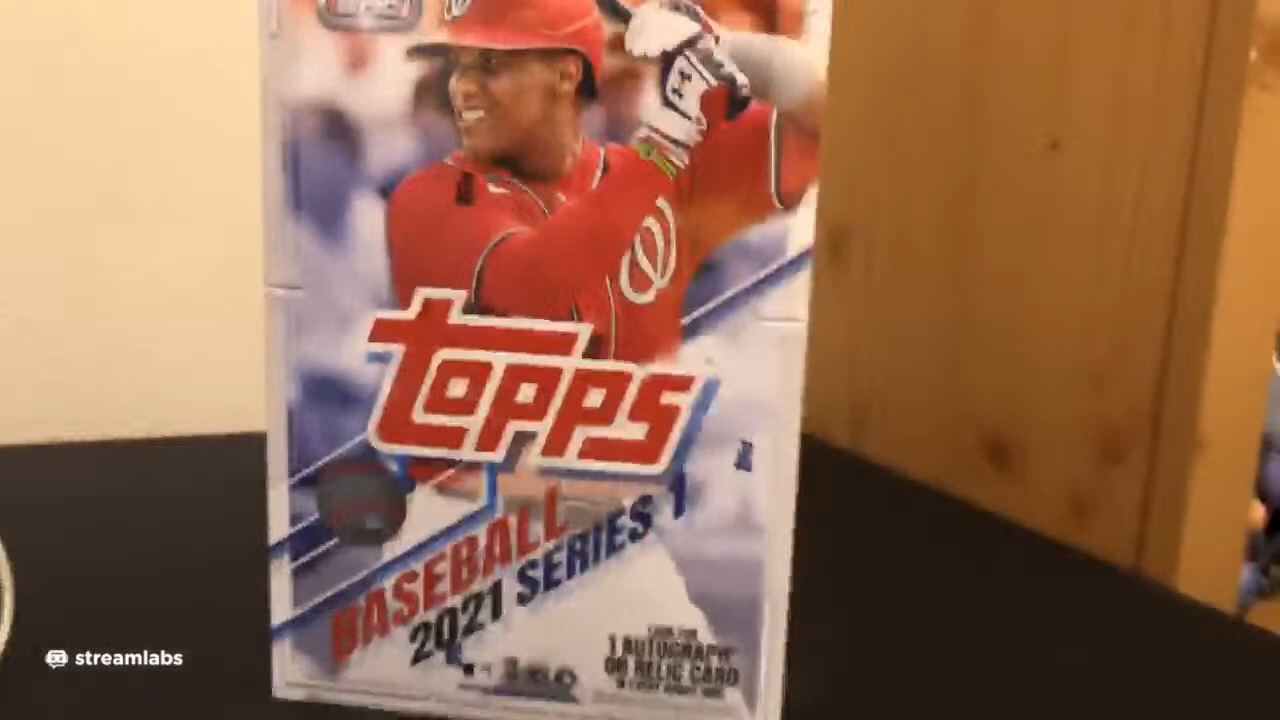 W
W
TOPPS
BASEBALL
2021 SERIES 1
1 AUTOGRAPH
OR RELIC CARD
streamlabs